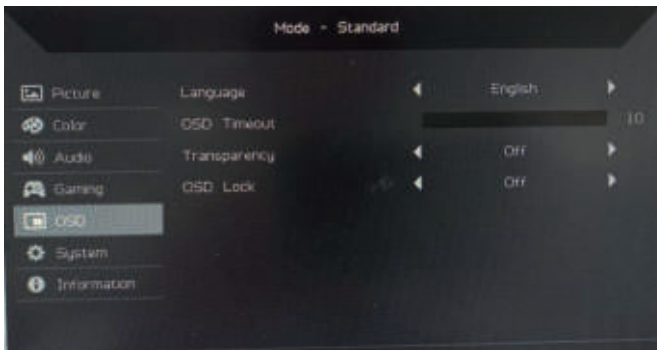 Mode - Standard
Picture
Color
Audio
Gaming
OSD
System
Information
Language English
OSD Timeout 10
Transparency Off
OSD Lock Off